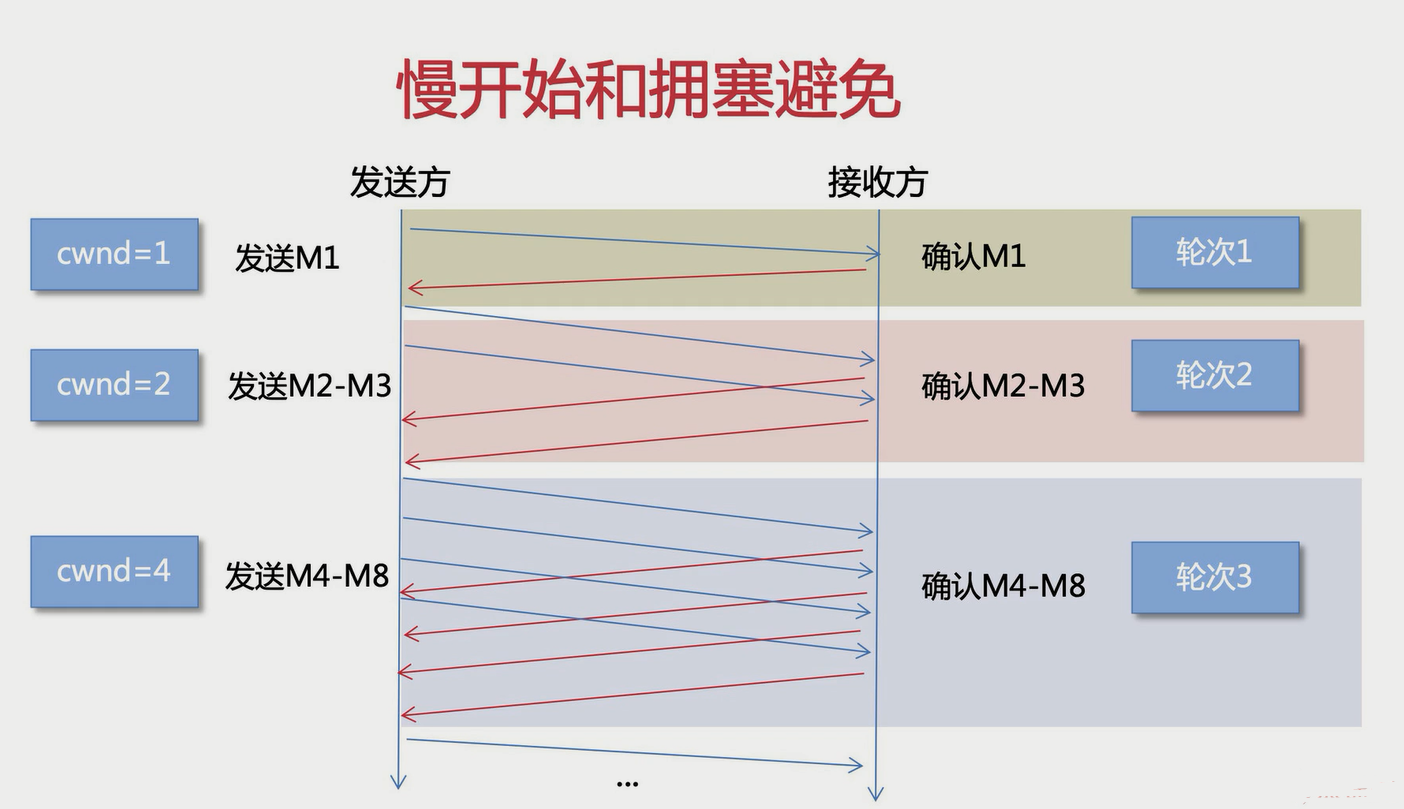 慢开始和拥塞避免
发送方
接收方
cwnd=1
发送M1
确认M1
轮次1
cwnd=2
发送M2-M3
确认M2-M3
轮次2
cwnd=4
发送M4-M8
确认M4-M8
轮次3
...